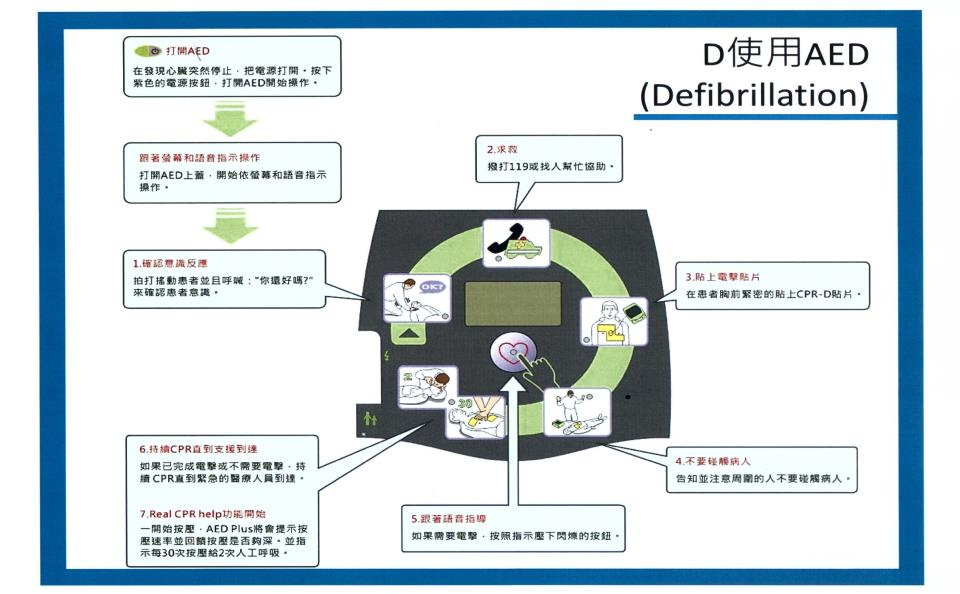 D使用AED
(Defibrillation)
打開AED
在發現心臟突然停止，把電源打開。按下
紫色的電源按鈕，打開AED開始操作。
跟著螢幕和語音指示操作
打開AED上蓋，開始依螢幕和語音指示
操作。
1.確認意識反應
拍打搖動患者並且呼喊："你還好嗎?"
來確認患者意識。
2.求救
撥打119或找人幫忙協助。
3.貼上電擊貼片
在患者胸前緊密的貼上CPR-D貼片。
4.不要碰觸病人
告知並注意周圍的人不要碰觸病人。
5.跟著語音指導
如果需要電擊，按照指示壓下閃爍的按鈕。
6.持續CPR直到支援到達
如果已完成電擊或不需要電擊，持
續 CPR直到緊急的醫療人員到達。
7.Real CPR help功能開始
一開始按壓，AED Plus將會提示按
壓速率並回饋按壓是否夠深。並指
示每30次按壓給2次人工呼吸。
OK?
2
30